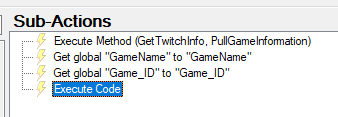 Sub-Actions
Execute Method (GetTwitchInfo, PullGameInformation)
Get global "GameName" to "GameName"
Get global "Game_ID" to "Game_ID"
Execute Code